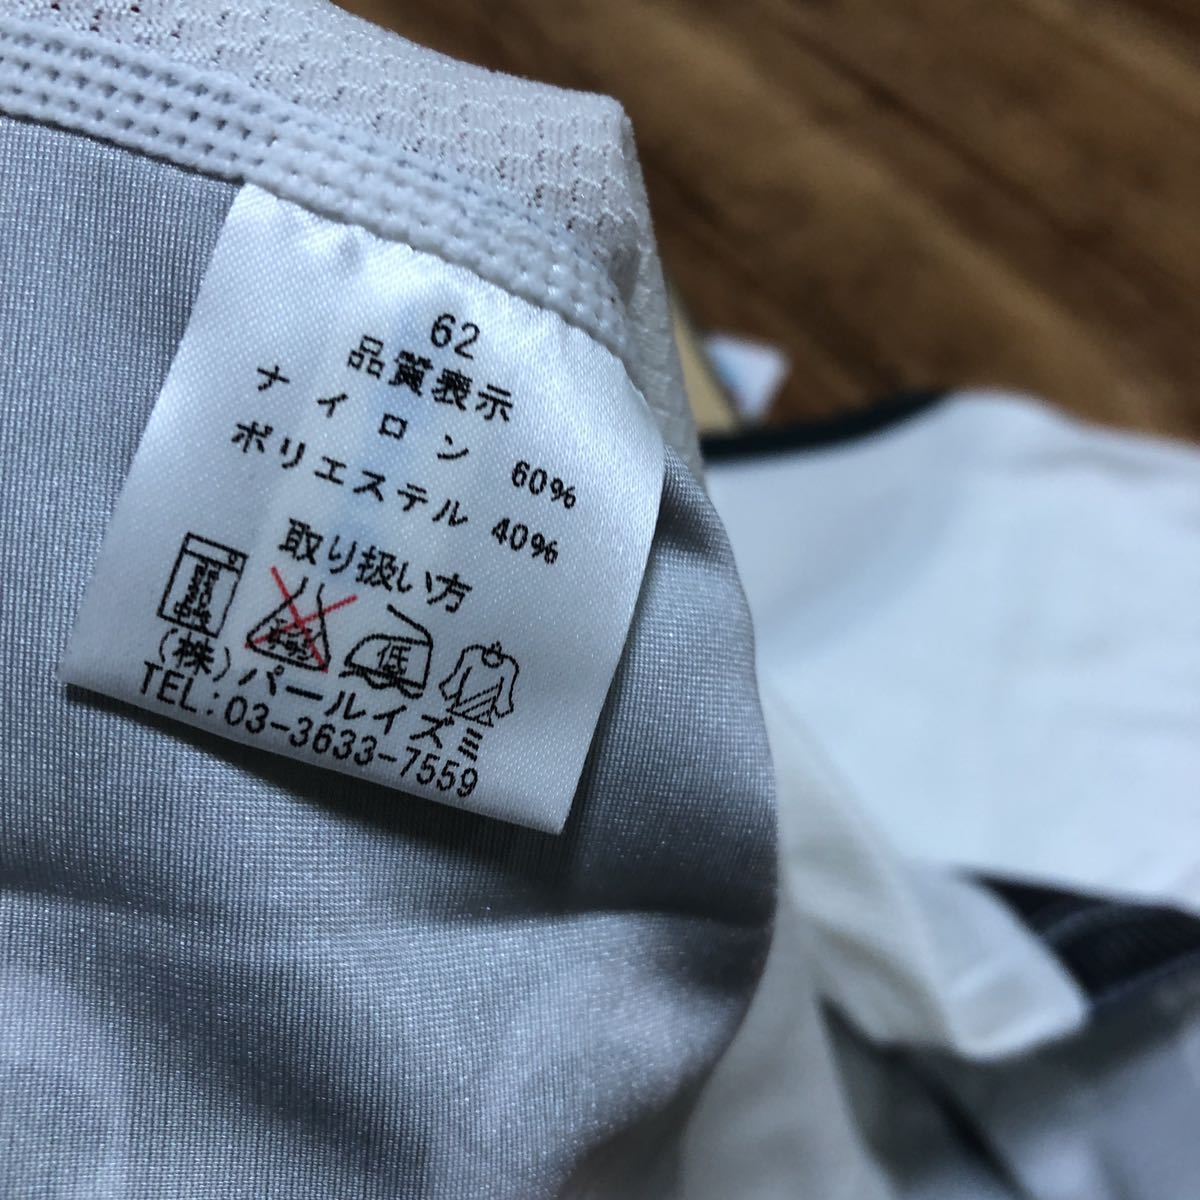 62
品質表示
ナイロン 60%
ポリエステル 40%
取り扱い方
低
(株)パールイズミ
TEL:03-3633-7559